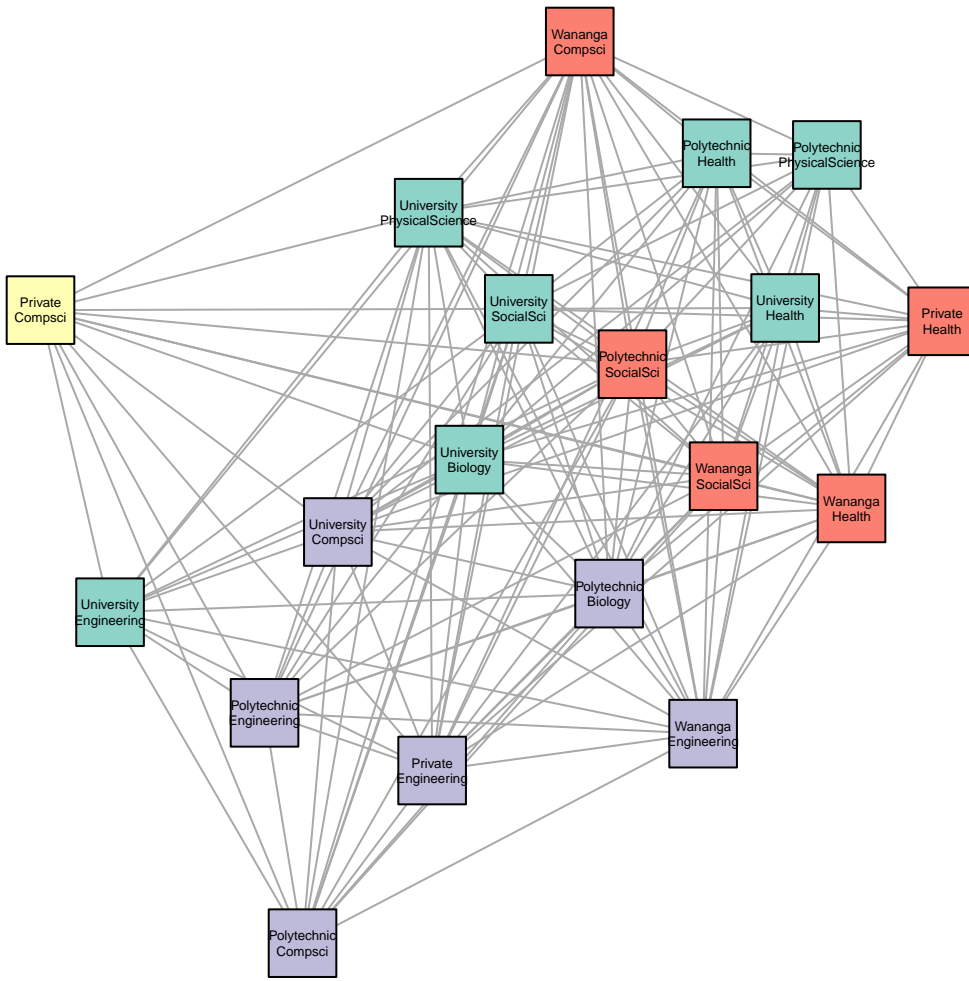 Wananga
Compsci
Polytechnic
Health
Polytechnic
PhysicalScience
University
PhysicalScience
Private
Compsci
University
SocialSci
University
Health
Private
Health
Polytechnic
SocialSci
University
Biology
Wananga
SocialSci
Wananga
Health
University
Compsci
Polytechnic
Biology
University
Engineering
Polytechnic
Engineering
Wananga
Engineering
Private
Engineering
Polytechnic
Compsci